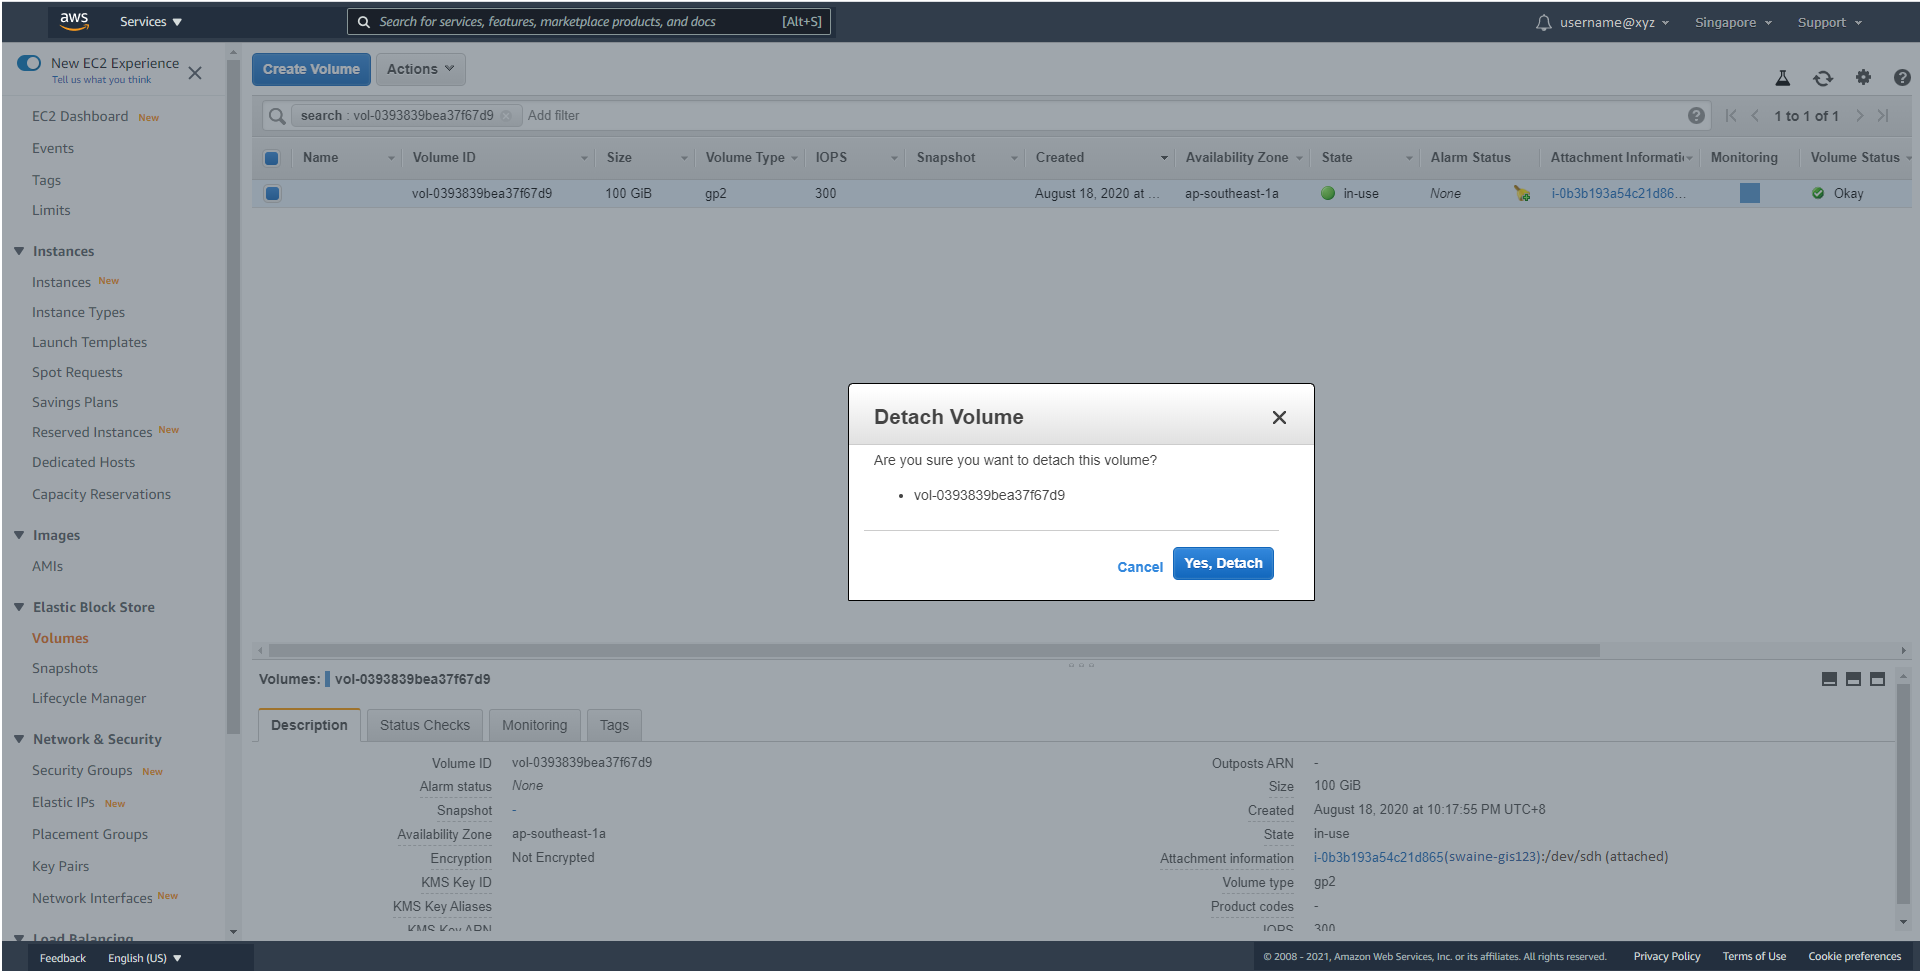 aws Services Search for services, features, marketplace products, and docs [Alt+S] username@xyz Singapore Support
New EC2 Experience
Tell us what you think
EC2 Dashboard New
Events
Tags
Limits
Instances
Instances New
Instance Types
Launch Templates
Spot Requests
Savings Plans
Reserved Instances New
Dedicated Hosts
Capacity Reservations
Images
AMIs
Elastic Block Store
Volumes
Snapshots
Lifecycle Manager
Network & Security
Security Groups New
Elastic IPs New
Placement Groups
Key Pairs
Network Interfaces New
Load Balancing
Create Volume Actions
search : vol-0393839bea37f67d9 Add filter 1 to 1 of 1
Name Volume ID Size Volume Type IOPS Snapshot Created Availability Zone State Alarm Status Attachment Informati Monitoring Volume Status
vol-0393839bea37f67d9 100 GiB gp2 300 August 18, 2020 at ... ap-southeast-1a in-use None i-0b3b193a54c21d86... Okay
Detach Volume
Are you sure you want to detach this volume?
• vol-0393839bea37f67d9
Cancel Yes, Detach
Volumes: vol-0393839bea37f67d9
Description Status Checks Monitoring Tags
Volume ID vol-0393839bea37f67d9
Alarm status None
Snapshot -
Availability Zone ap-southeast-1a
Encryption Not Encrypted
KMS Key ID
KMS Key Aliases
KMS Key ARN
Outposts ARN -
Size 100 GiB
Created August 18, 2020 at 10:17:55 PM UTC+8
State in-use
Attachment information i-0b3b193a54c21d865(swaine-gis123):/dev/sdh (attached)
Volume type gp2
Product codes -
IOPS 300
Feedback English (US) © 2008 - 2021, Amazon Web Services, Inc. or its affiliates. All rights reserved. Privacy Policy Terms of Use Cookie preferences